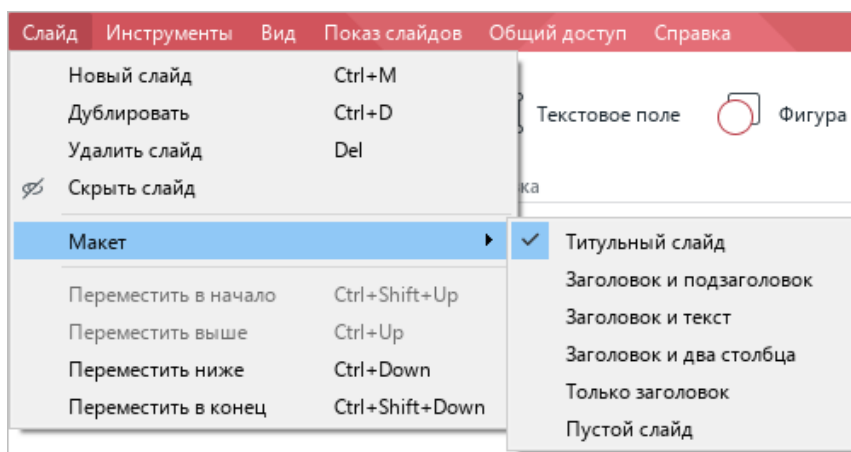 Слайд Инструменты Вид Показ слайдов Общий доступ Справка
Новый слайд Ctrl+M
Дублировать Ctrl+D
Текстовое поле Фигура
Удалить слайд Del
Скрыть слайд
ка
Макет
Титульный слайд
Заголовок и подзаголовок
Заголовок и текст
Заголовок и два столбца
Только заголовок
Пустой слайд
Переместить в начало Ctrl+Shift+Up
Переместить выше Ctrl+Up
Переместить ниже Ctrl+Down
Переместить в конец Ctrl+Shift+Down